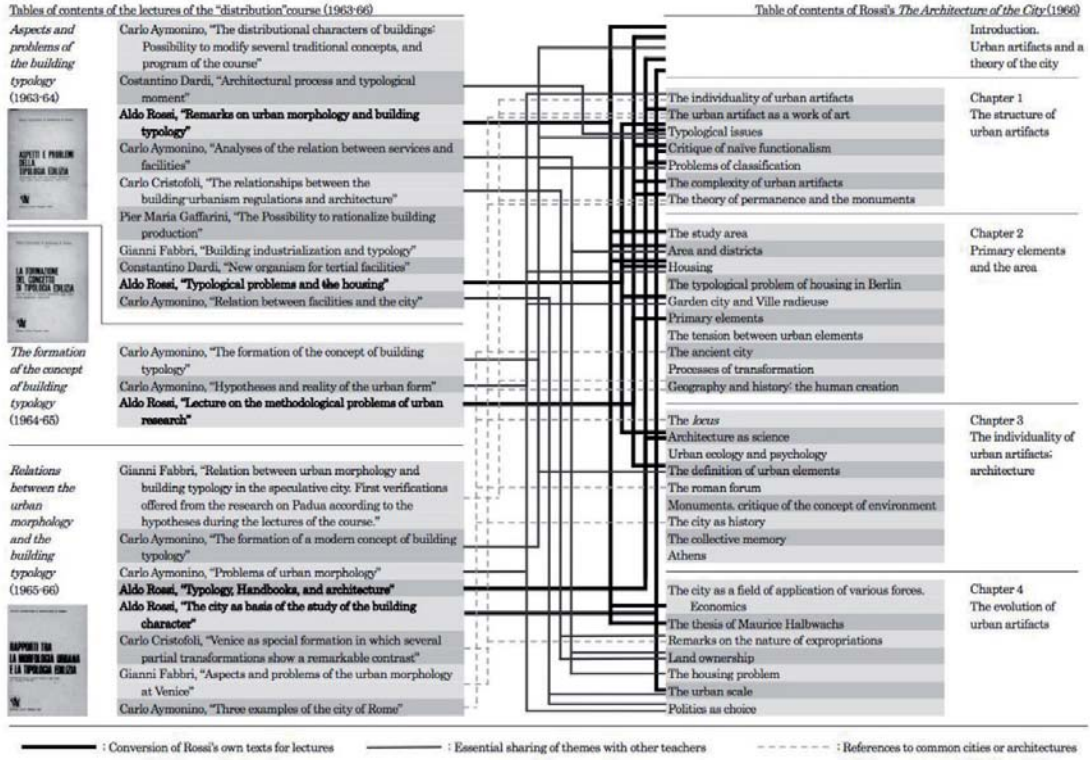 Tables of contents of the lectures of the "distribution"course (1963-66)
Aspects and
problems of
the building
typology
(1963-64)
ASPETTI E PROBLEMI
DELLA
TIPOLOGIA EDILIZIA
Carlo Aymonino, "The distributional characters of buildings:
Possibility to modify several traditional concepts, and
program of the course"
Costantino Dardi, "Architectural process and typological
moment"
Aldo Rossi, "Remarks on urban morphology and building
typology"
Carlo Aymonino, "Analyses of the relation between services and
facilities"
Carlo Cristofoli, "The relationships between the
building-urbanism regulations and architecture"
Pier Maria Gaffarini, "The Possibility to rationalize building
production"
Gianni Fabbri, "Building industrialization and typology"
Constantino Dardi, "New organism for tertial facilities"
Aldo Rossi, "Typological problems and the housing"
Carlo Aymonino, "Relation between facilities and the city"
LA FORMAZIONE
DEL CONCETTO
DI TIPOLOGIA EDILIZIA
The formation
of the concept
of building
typology
(1964-65)
Carlo Aymonino, "The formation of the concept of building
typology"
Carlo Aymonino, "Hypotheses and reality of the urban form"
Aldo Rossi, "Lecture on the methodological problems of urban
research"
Relations
between the
urban
morphology
and the
building
typology
(1965-66)
RAPPORTI TRA
LA MORFOLOGIA URBANA
E LA TIPOLOGIA EDILIZIA
Gianni Fabbri, "Relation between urban morphology and
building typology in the speculative city. First verifications
offered from the research on Padua according to the
hypotheses during the lectures of the course."
Carlo Aymonino, "The formation of a modern concept of building
typology"
Carlo Aymonino, "Problems of urban morphology"
Aldo Rossi, "Typology, Handbooks, and architecture"
Aldo Rossi, "The city as basis of the study of the building
character"
Carlo Cristofoli, "Venice as special formation in which several
partial transformations show a remarkable contrast"
Gianni Fabbri, "Aspects and problems of the urban morphology
at Venice"
Carlo Aymonino, "Three examples of the city of Rome"
Table of contents of Rossi's The Architecture of the City (1966)
Introduction.
Urban artifacts and a
theory of the city
The individuality of urban artifacts
The urban artifact as a work of art
Typological issues
Critique of naïve functionalism
Problems of classification
The complexity of urban artifacts
The theory of permanence and the monuments
Chapter 1
The structure of
urban artifacts
The study area
Area and districts
Housing
The typological problem of housing in Berlin
Garden city and Ville radieuse
Primary elements
The tension between urban elements
The ancient city
Processes of transformation
Geography and history: the human creation
Chapter 2
Primary elements
and the area
The locus
Architecture as science
Urban ecology and psychology
The definition of urban elements
The roman forum
Monuments. critique of the concept of environment
The city as history
The collective memory
Athens
Chapter 3
The individuality of
urban artifacts;
architecture
The city as a field of application of various forces.
Economics
The thesis of Maurice Halbwachs
Remarks on the nature of expropriations
Land ownership
The housing problem
The urban scale
Politics as choice
Chapter 4
The evolution of
urban artifacts
: Conversion of Rossi's own texts for lectures
: Essential sharing of themes with other teachers
: References to common cities or architectures